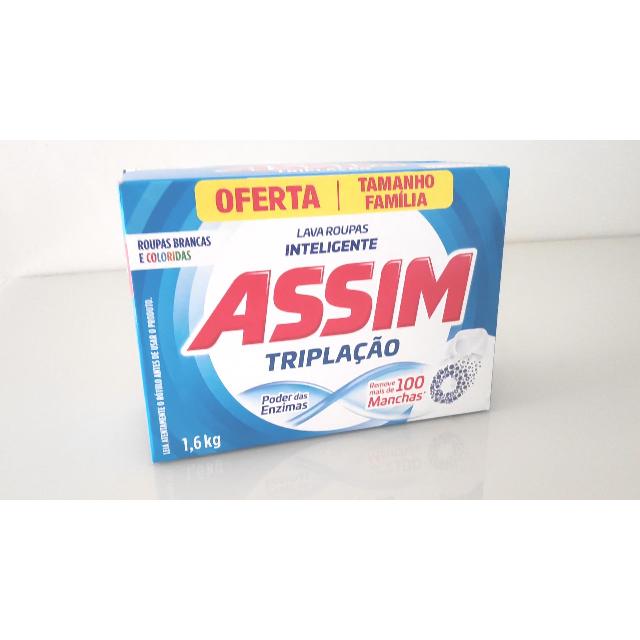 OFERTA
TAMANHO
FAMÍLIA
LAVA ROUPAS
INTELIGENTE
ROUPAS BRANCAS
E COLORIDAS
ASSIM
TRIPLAÇÃO
Poder das
Enzimas
Remove
mais de 100
Manchas*
1,6 kg
LEIA ATENTAMENTE O RÓTULO ANTES DE USAR O PRODUTO.